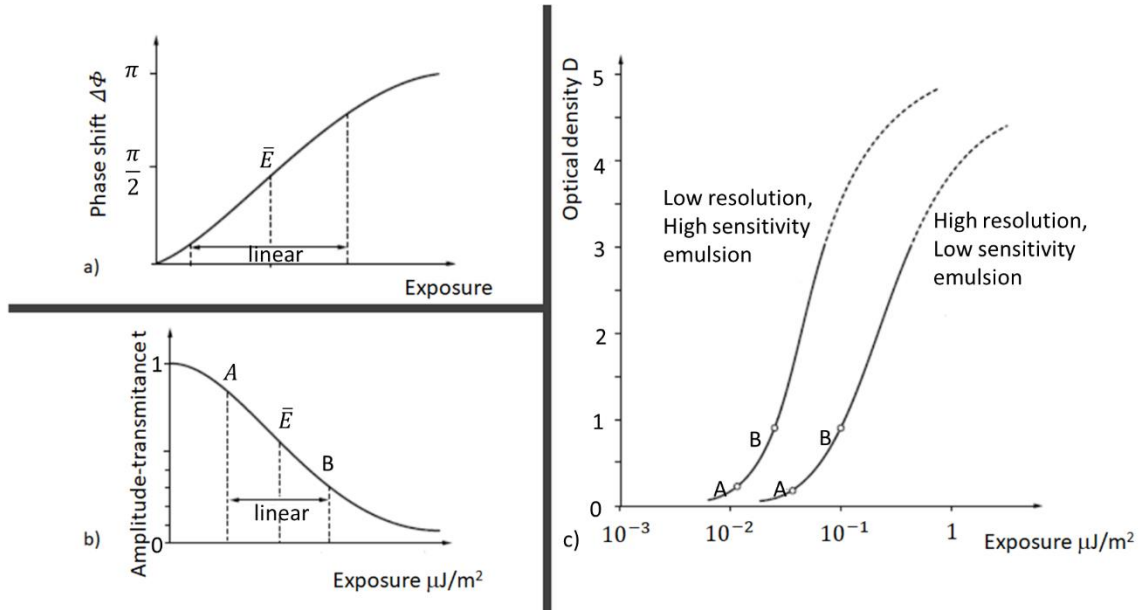 Phase shift ΔΦ
π
π
2
E̅
linear
a)
Exposure
Amplitude-transmitance t
1
A
E̅
B
linear
0
b)
Exposure μJ/m²
Optical density D
5
4
3
2
1
0
Low resolution,
High sensitivity
emulsion
High resolution,
Low sensitivity
emulsion
B
B
A
A
10⁻³
10⁻²
10⁻¹
1
Exposure μJ/m²
c)